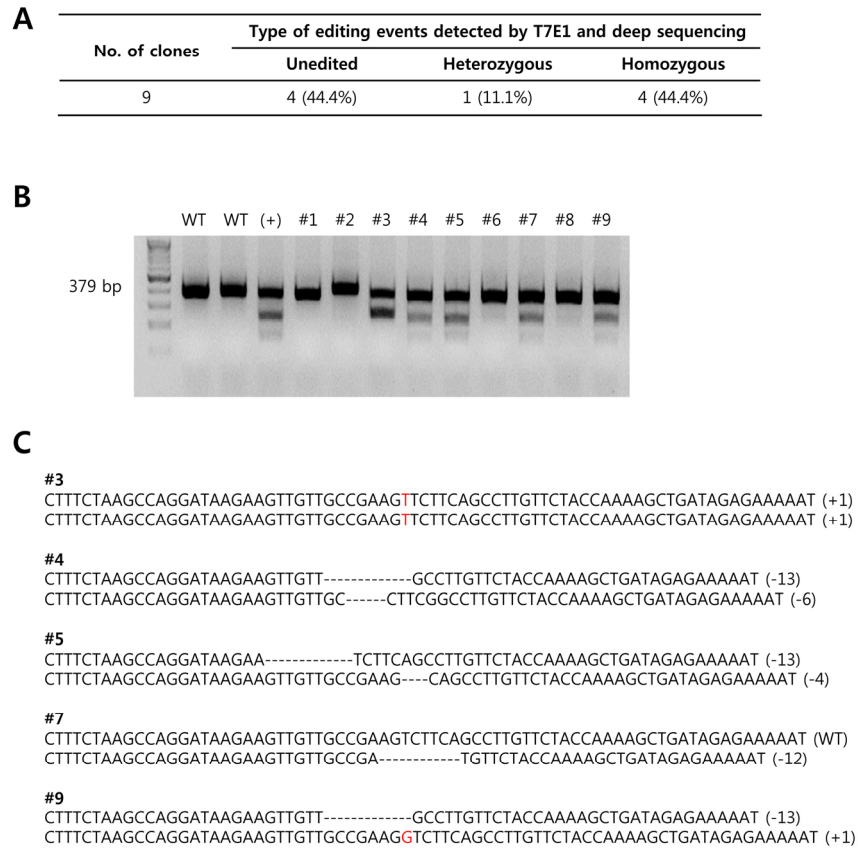 A
No. of clones
Type of editing events detected by T7E1 and deep sequencing
Unedited Heterozygous Homozygous
9 4 (44.4%) 1 (11.1%) 4 (44.4%)
B
WT WT (+) #1 #2 #3 #4 #5 #6 #7 #8 #9
379 bp
C
#3
CTTTCTAAGCCAGGATAAGAAGTTGTTGCCGAAGTTCTTCAGCCTTGTTCTACCAAAAGCTGATAGAGAAAAAT (+1)
CTTTCTAAGCCAGGATAAGAAGTTGTTGCCGAAGTTCTTCAGCCTTGTTCTACCAAAAGCTGATAGAGAAAAAT (+1)
#4
CTTTCTAAGCCAGGATAAGAAGTTGTT-------------GCCTTGTTCTACCAAAAGCTGATAGAGAAAAAT (-13)
CTTTCTAAGCCAGGATAAGAAGTTGTTGC------CTTCGGCCTTGTTCTACCAAAAGCTGATAGAGAAAAAT (-6)
#5
CTTTCTAAGCCAGGATAAGAA-------------TCTTCAGCCTTGTTCTACCAAAAGCTGATAGAGAAAAAT (-13)
CTTTCTAAGCCAGGATAAGAAGTTGTTGCCGAAG----CAGCCTTGTTCTACCAAAAGCTGATAGAGAAAAAT (-4)
#7
CTTTCTAAGCCAGGATAAGAAGTTGTTGCCGAAGTCTTCAGCCTTGTTCTACCAAAAGCTGATAGAGAAAAAT (WT)
CTTTCTAAGCCAGGATAAGAAGTTGTTGCCGA------------TGTTCTACCAAAAGCTGATAGAGAAAAAT (-12)
#9
CTTTCTAAGCCAGGATAAGAAGTTGTT-------------GCCTTGTTCTACCAAAAGCTGATAGAGAAAAAT (-13)
CTTTCTAAGCCAGGATAAGAAGTTGTTGCCGAAGGTCTTCAGCCTTGTTCTACCAAAAGCTGATAGAGAAAAAT (+1)